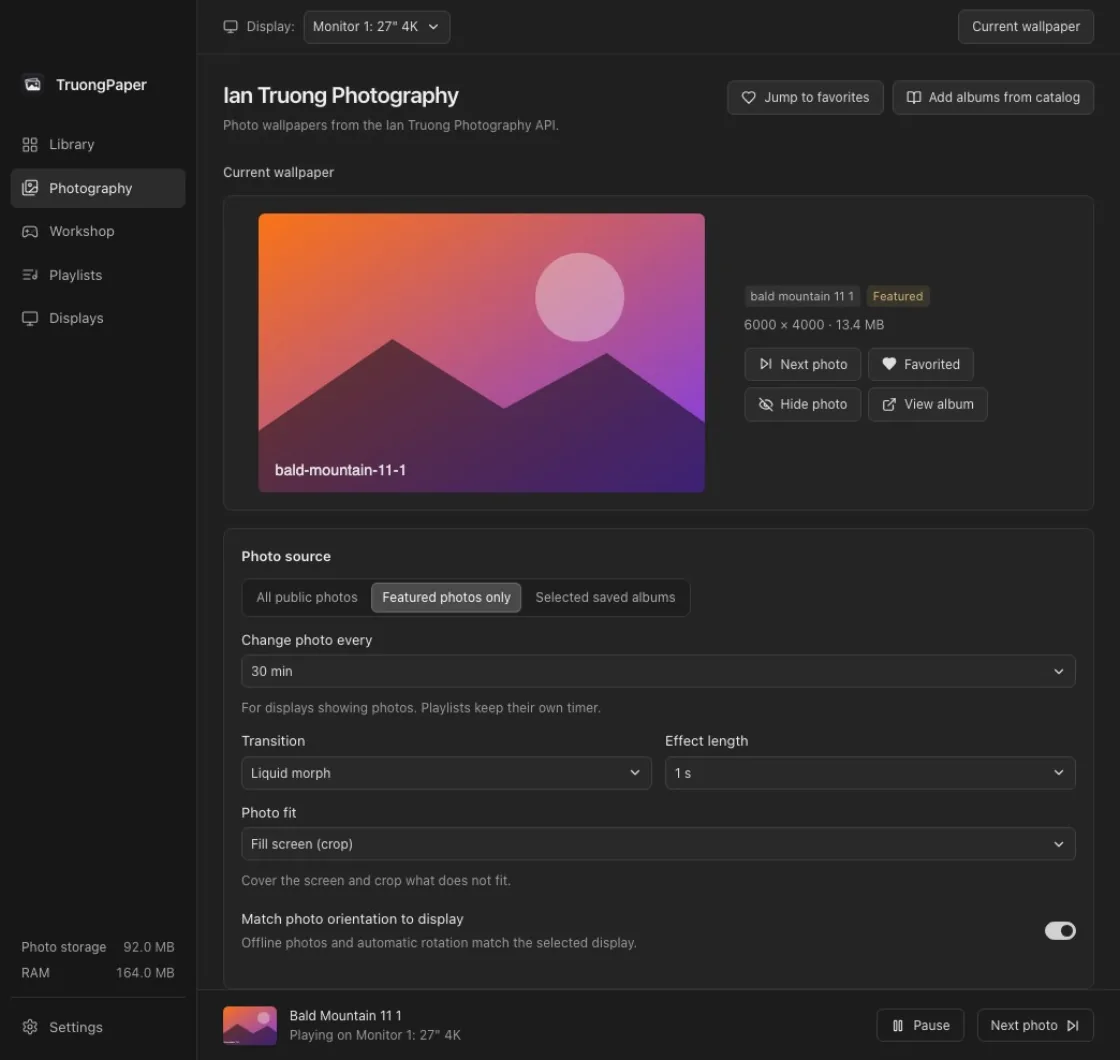 Display:
Monitor 1: 27" 4K
Current wallpaper
TruongPaper
Library
Photography
Workshop
Playlists
Displays
Photo storage 92.0 MB
RAM 164.0 MB
Settings
Ian Truong Photography
Photo wallpapers from the Ian Truong Photography API.
Jump to favorites
Add albums from catalog
Current wallpaper
bald-mountain-11-1
bald mountain 11 1
Featured
6000 × 4000 · 13.4 MB
Next photo
Favorited
Hide photo
View album
Photo source
All public photos
Featured photos only
Selected saved albums
Change photo every
30 min
For displays showing photos. Playlists keep their own timer.
Transition
Liquid morph
Effect length
1 s
Photo fit
Fill screen (crop)
Cover the screen and crop what does not fit.
Match photo orientation to display
Offline photos and automatic rotation match the selected display.
Bald Mountain 11 1
Playing on Monitor 1: 27" 4K
Pause
Next photo